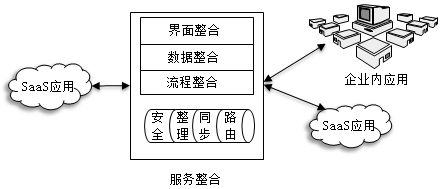 界面整合
数据整合
流程整合
安全
整理
同步
路由
服务整合
SaaS应用
企业内应用
SaaS应用